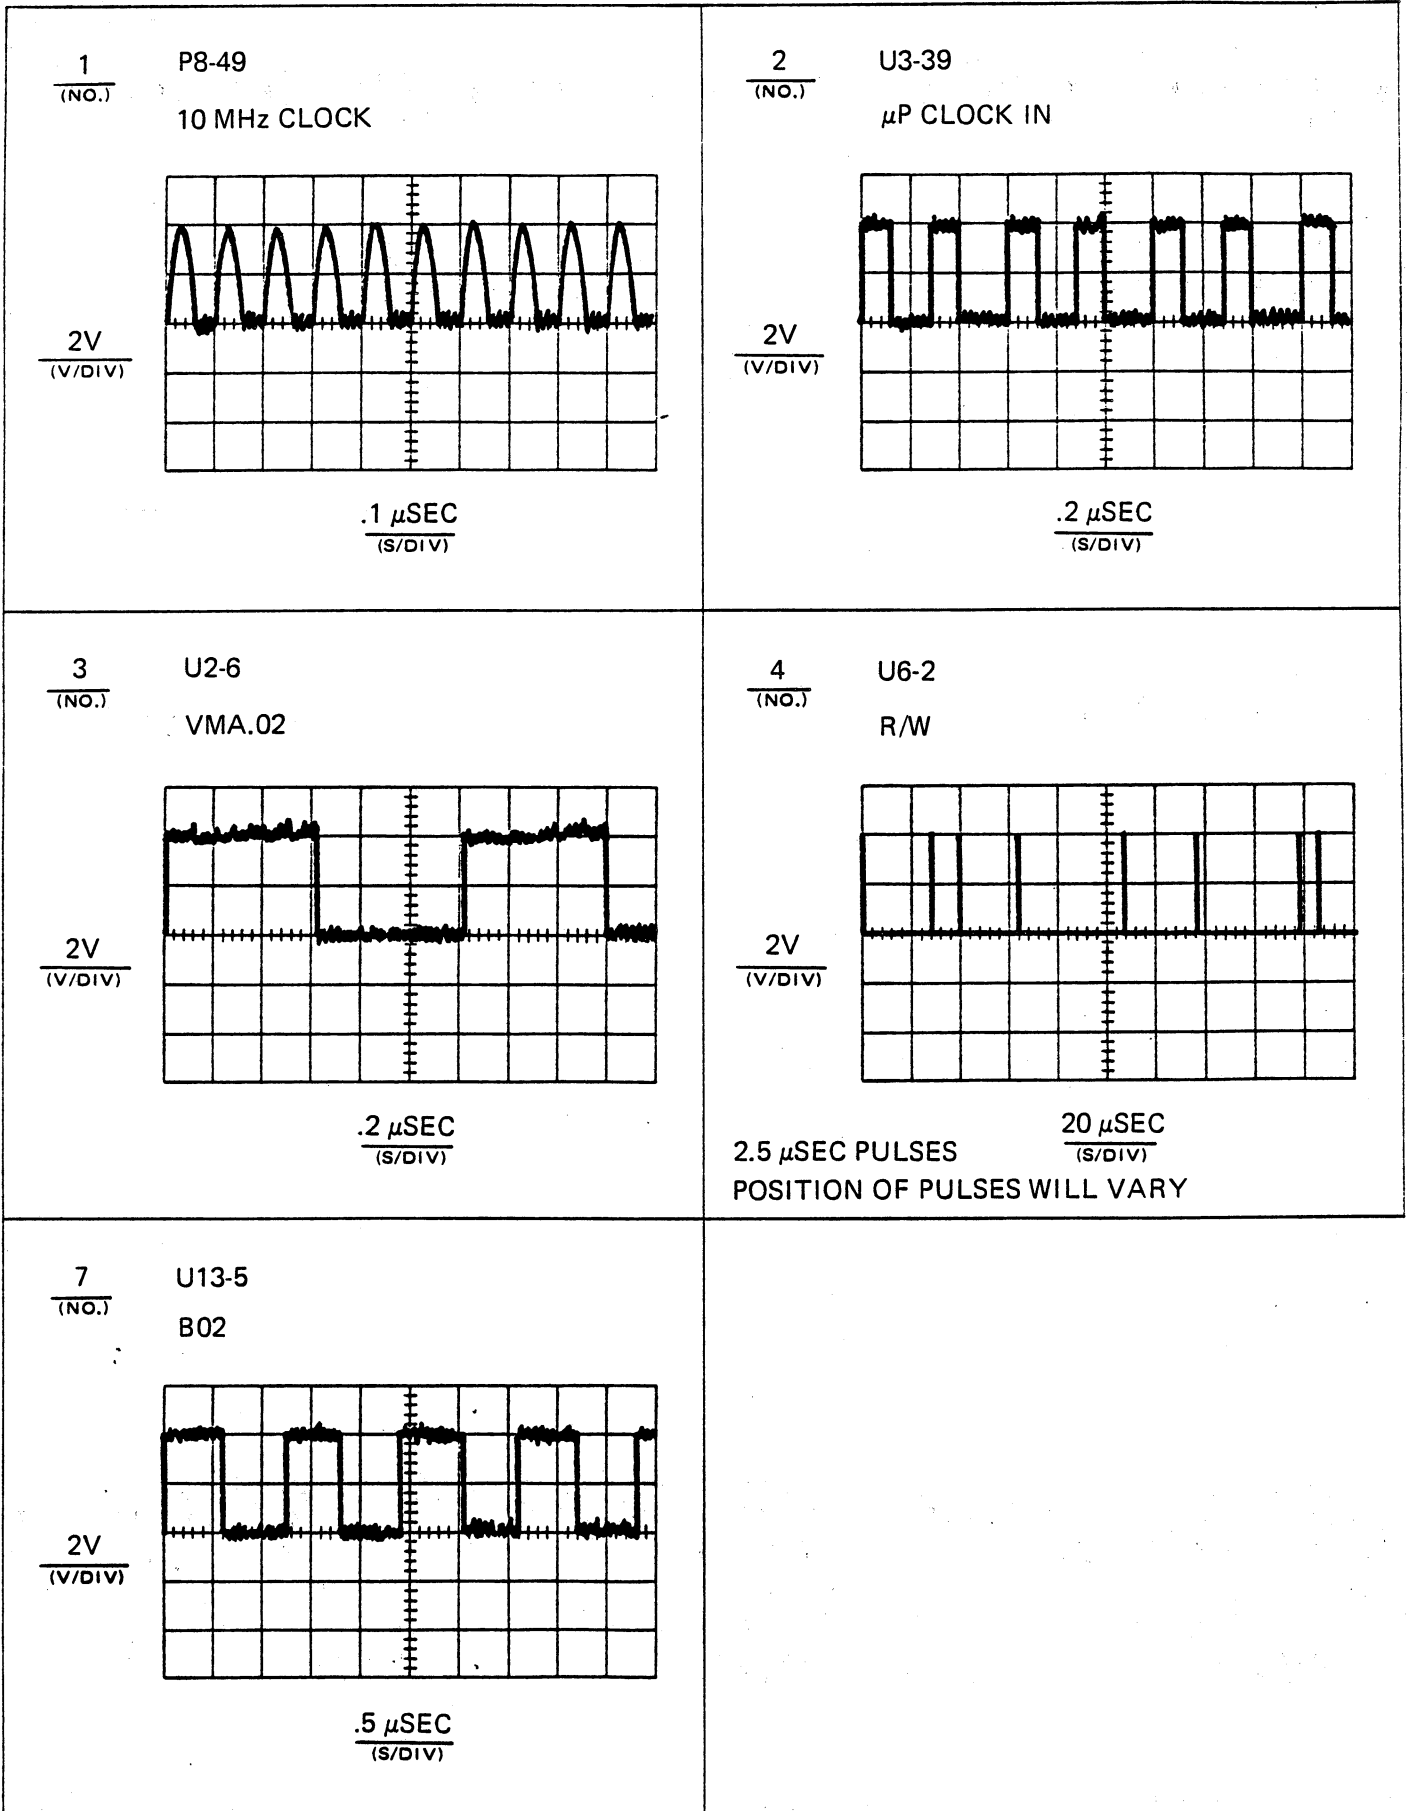 1
(NO.)
P8-49
10 MHz CLOCK
2V
(V/DIV)
.1 µSEC
(S/DIV)
2
(NO.)
U3-39
µP CLOCK IN
2V
(V/DIV)
.2 µSEC
(S/DIV)
3
(NO.)
U2-6
VMA.02
2V
(V/DIV)
.2 µSEC
(S/DIV)
4
(NO.)
U6-2
R/W
2V
(V/DIV)
20 µSEC
(S/DIV)
2.5 µSEC PULSES
POSITION OF PULSES WILL VARY
7
(NO.)
U13-5
B02
2V
(V/DIV)
.5 µSEC
(S/DIV)